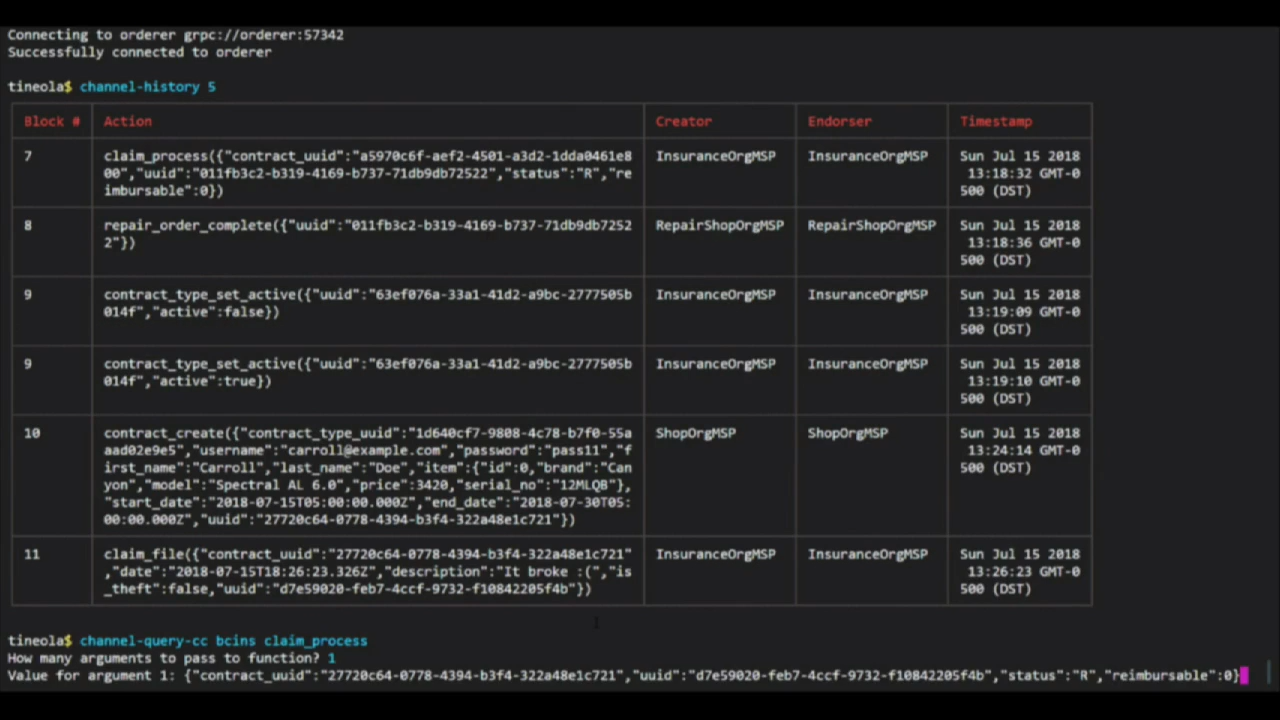 Connecting to orderer grpc://orderer:57342
Successfully connected to orderer
tineola$ channel-history 5
Block # Action Creator Endorser Timestamp
7 claim_process({"contract_uuid":"a5970c6f-aef2-4501-a3d2-1dda0461e8 InsuranceOrgMSP InsuranceOrgMSP Sun Jul 15 2018
00","uuid":"011fb3c2-b319-4169-b737-71db9db72522","status":"R","re 13:18:32 GMT-0
imbursable":0}) 500 (DST)
8 repair_order_complete({"uuid":"011fb3c2-b319-4169-b737-71db9db7252 RepairShopOrgMSP RepairShopOrgMSP Sun Jul 15 2018
2"}) 13:18:36 GMT-0
500 (DST)
9 contract_type_set_active({"uuid":"63ef076a-33a1-41d2-a9bc-2777505b InsuranceOrgMSP InsuranceOrgMSP Sun Jul 15 2018
014f","active":false}) 13:19:09 GMT-0
500 (DST)
9 contract_type_set_active({"uuid":"63ef076a-33a1-41d2-a9bc-2777505b InsuranceOrgMSP InsuranceOrgMSP Sun Jul 15 2018
014f","active":true}) 13:19:10 GMT-0
500 (DST)
10 contract_create({"contract_type_uuid":"1d640cf7-9808-4c78-b7f0-55a ShopOrgMSP ShopOrgMSP Sun Jul 15 2018
aad02e9e5","username":"carroll@example.com","password":"pass11","f 13:24:14 GMT-0
irst_name":"Carroll","last_name":"Doe","item":{"id":0,"brand":"Can 500 (DST)
yon","model":"Spectral AL 6.0","price":3420,"serial_no":"12MLQB"},
"start_date":"2018-07-15T05:00:00.000Z","end_date":"2018-07-30T05:
00:00.000Z","uuid":"27720c64-0778-4394-b3f4-322a48e1c721"})
11 claim_file({"contract_uuid":"27720c64-0778-4394-b3f4-322a48e1c721" InsuranceOrgMSP InsuranceOrgMSP Sun Jul 15 2018
,"date":"2018-07-15T18:26:23.326Z","description":"It broke :(","is 13:26:23 GMT-0
_theft":false,"uuid":"d7e59020-feb7-4ccf-9732-f10842205f4b"}) 500 (DST)
tineola$ channel-query-cc bcins claim_process
How many arguments to pass to function? 1
Value for argument 1: {"contract_uuid":"27720c64-0778-4394-b3f4-322a48e1c721","uuid":"d7e59020-feb7-4ccf-9732-f10842205f4b","status":"R","reimbursable":0}